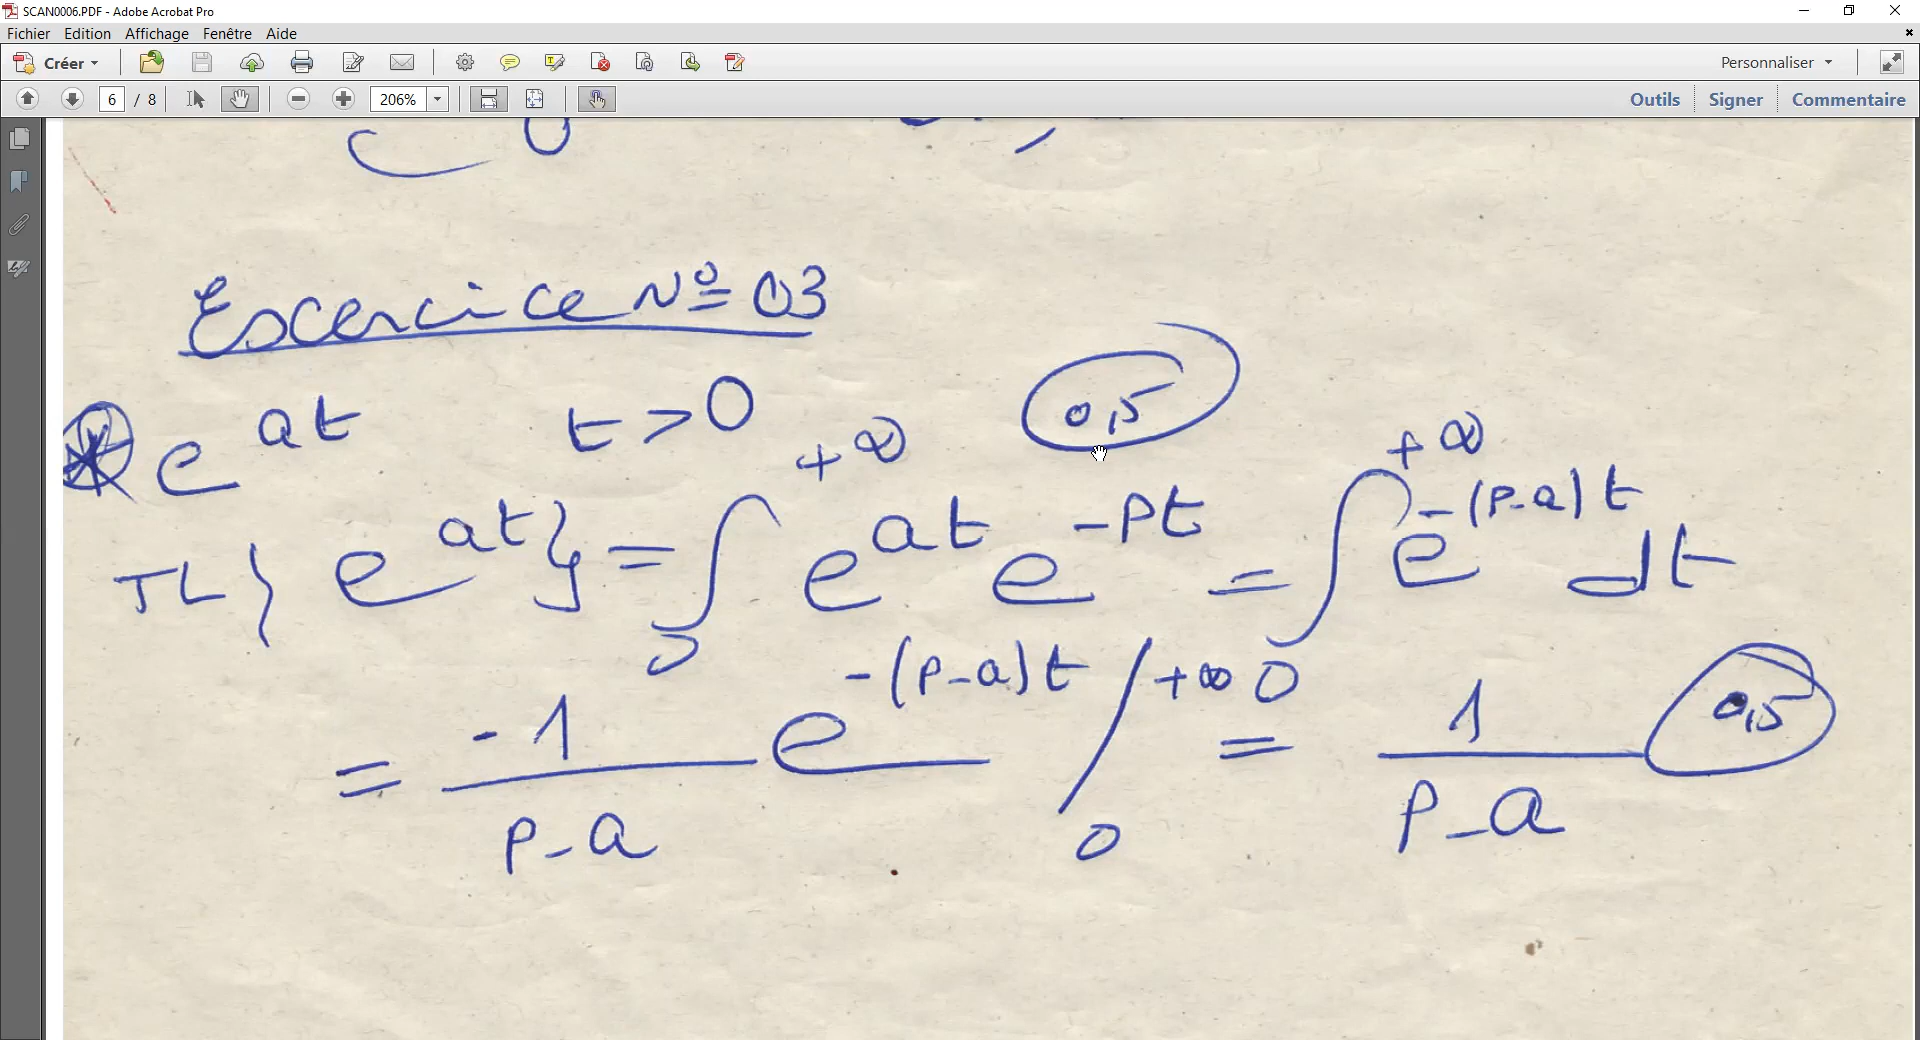 SCAN0006.PDF - Adobe Acrobat Pro
Fichier Edition Affichage Fenêtre Aide
Créer Personnaliser
6 / 8 206% Outils Signer Commentaire
Excercice N° 03
e^{at} t > 0 0,5
TL{e^{at}} = ∫_0^{+∞} e^{at} e^{-pt} = ∫_0^{+∞} e^{-(p-a)t} dt
= -1/(p-a) e^{-(p-a)t} /_0^{+∞} = 1/(p-a) 0,5